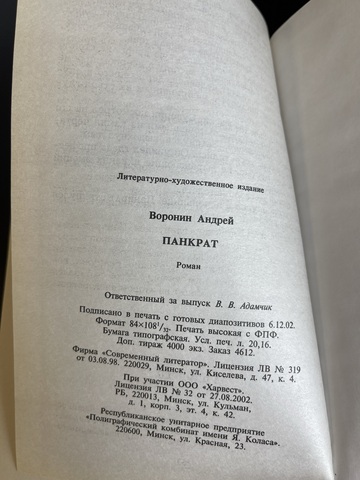 Литературно-художественное издание
Воронин Андрей
ПАНКРАТ
Роман
Ответственный за выпуск В. В. Адамчик
Подписано в печать с готовых диапозитивов 6.12.02.
Формат 84×108¹/₃₂. Печать высокая с ФПФ.
Бумага типографская. Усл. печ. л. 20,16.
Доп. тираж 4000 экз. Заказ 4612.
Фирма «Современный литератор». Лицензия ЛВ № 319
от 03.08.98. 220029, Минск, ул. Киселева, д. 47, к. 4.
При участии ООО «Харвест».
Лицензия ЛВ № 32 от 27.08.2002.
РБ, 220013, Минск, ул. Кульман,
д. 1, корп. 3, эт. 4, к. 42.
Республиканское унитарное предприятие
«Полиграфический комбинат имени Я. Коласа».
220600, Минск, ул. Красная, 23.